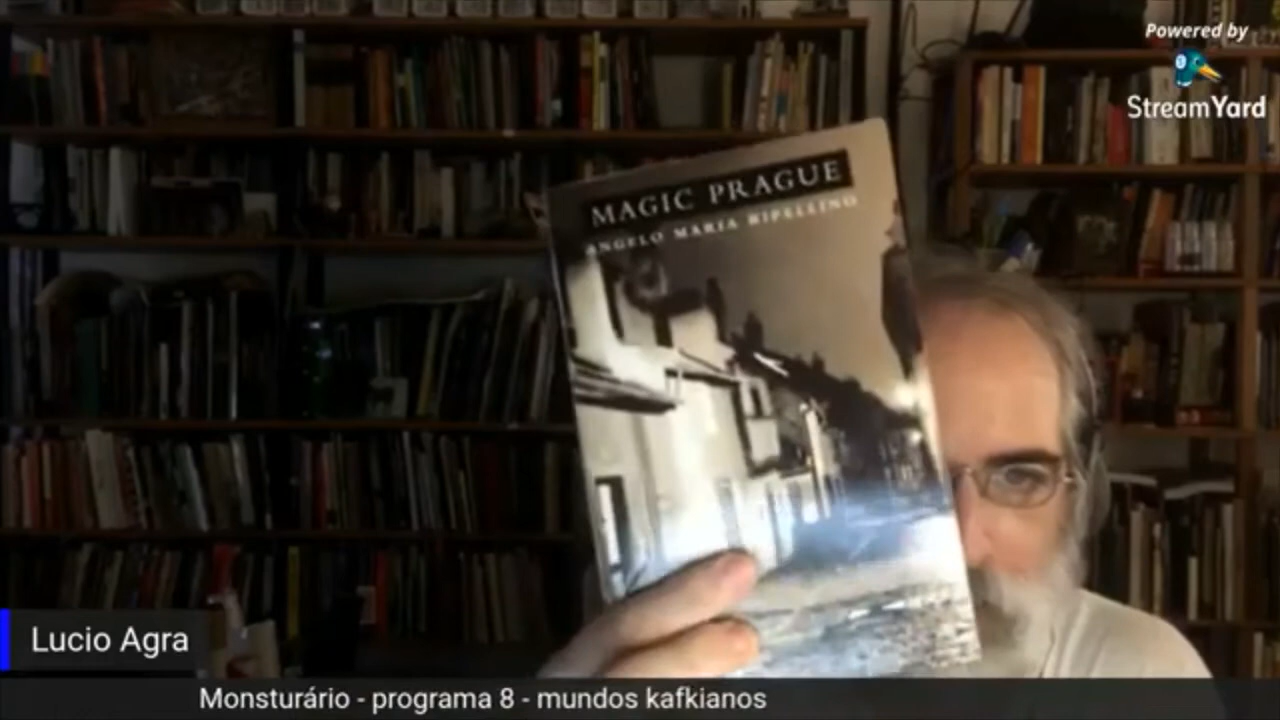 Powered by
StreamYard
MAGIC PRAGUE
ANGELO MARIA RIPELLINO
Lucio Agra
Monsturário - programa 8 - mundos kafkianos